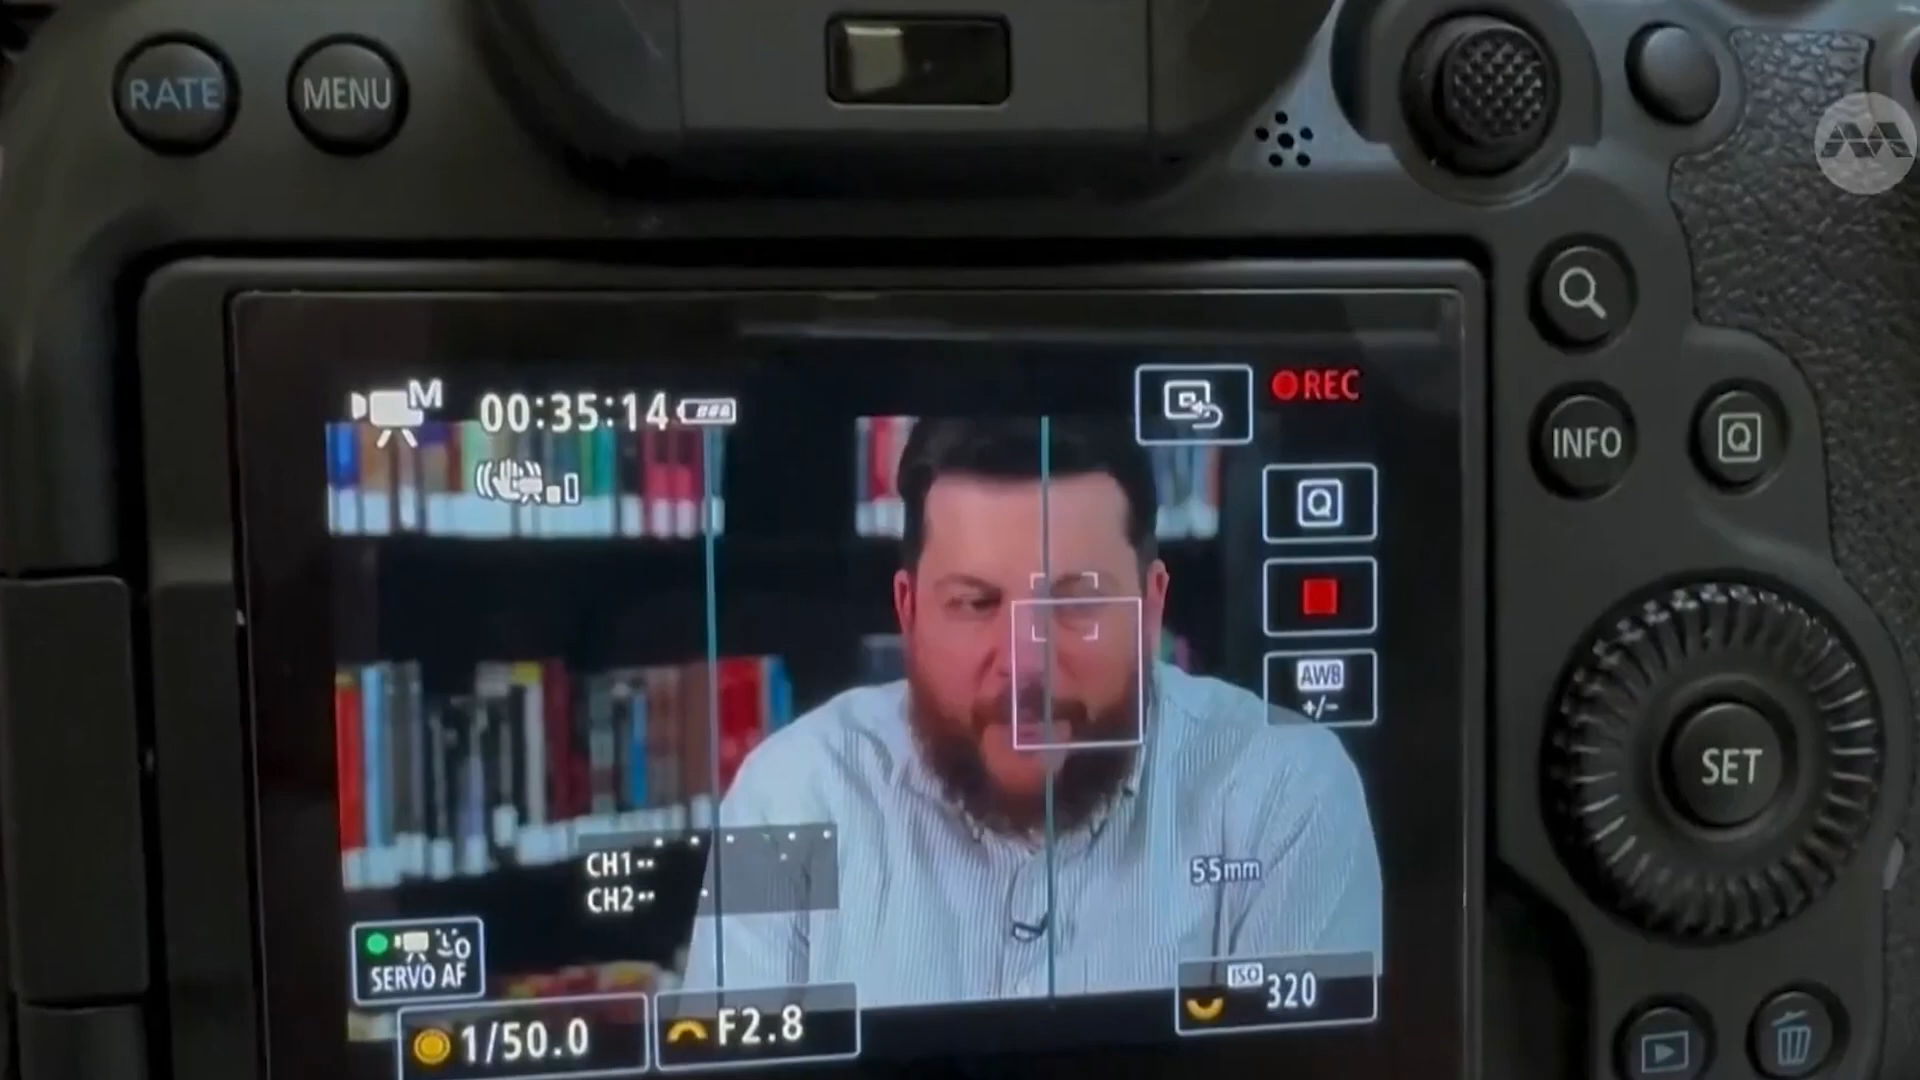 RATE
MENU
M
00:35:14
REC
INFO
Q
Q
AWB
+/-
SET
CH1--
CH2--
55mm
SERVO AF
1/50.0
F2.8
ISO 320